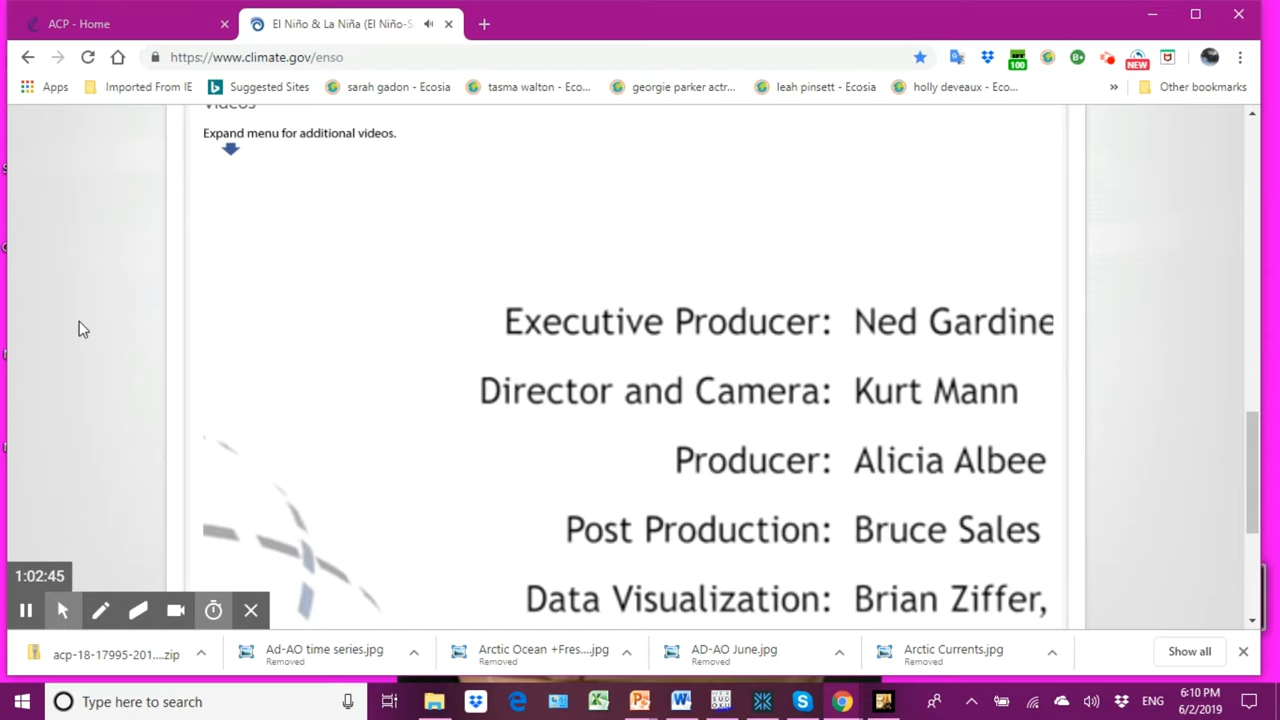 ACP - Home
El Niño & La Niña (El Niño-S
https://www.climate.gov/enso
100
B+
NEW
Apps
Imported From IE
Suggested Sites
sarah gadon - Ecosia
tasma walton - Eco...
georgie parker actr...
leah pinsett - Ecosia
holly deveaux - Eco...
»
Other bookmarks
Videos
Expand menu for additional videos.
Executive Producer: Ned Gardine
Director and Camera: Kurt Mann
Producer: Alicia Albee
Post Production: Bruce Sales
Data Visualization: Brian Ziffer,
1:02:45
acp-18-17995-201....zip
Ad-AO time series.jpg
Removed
Arctic Ocean +Fres....jpg
Removed
AD-AO June.jpg
Removed
Arctic Currents.jpg
Removed
Show all
Type here to search
ENG
6:10 PM
6/2/2019